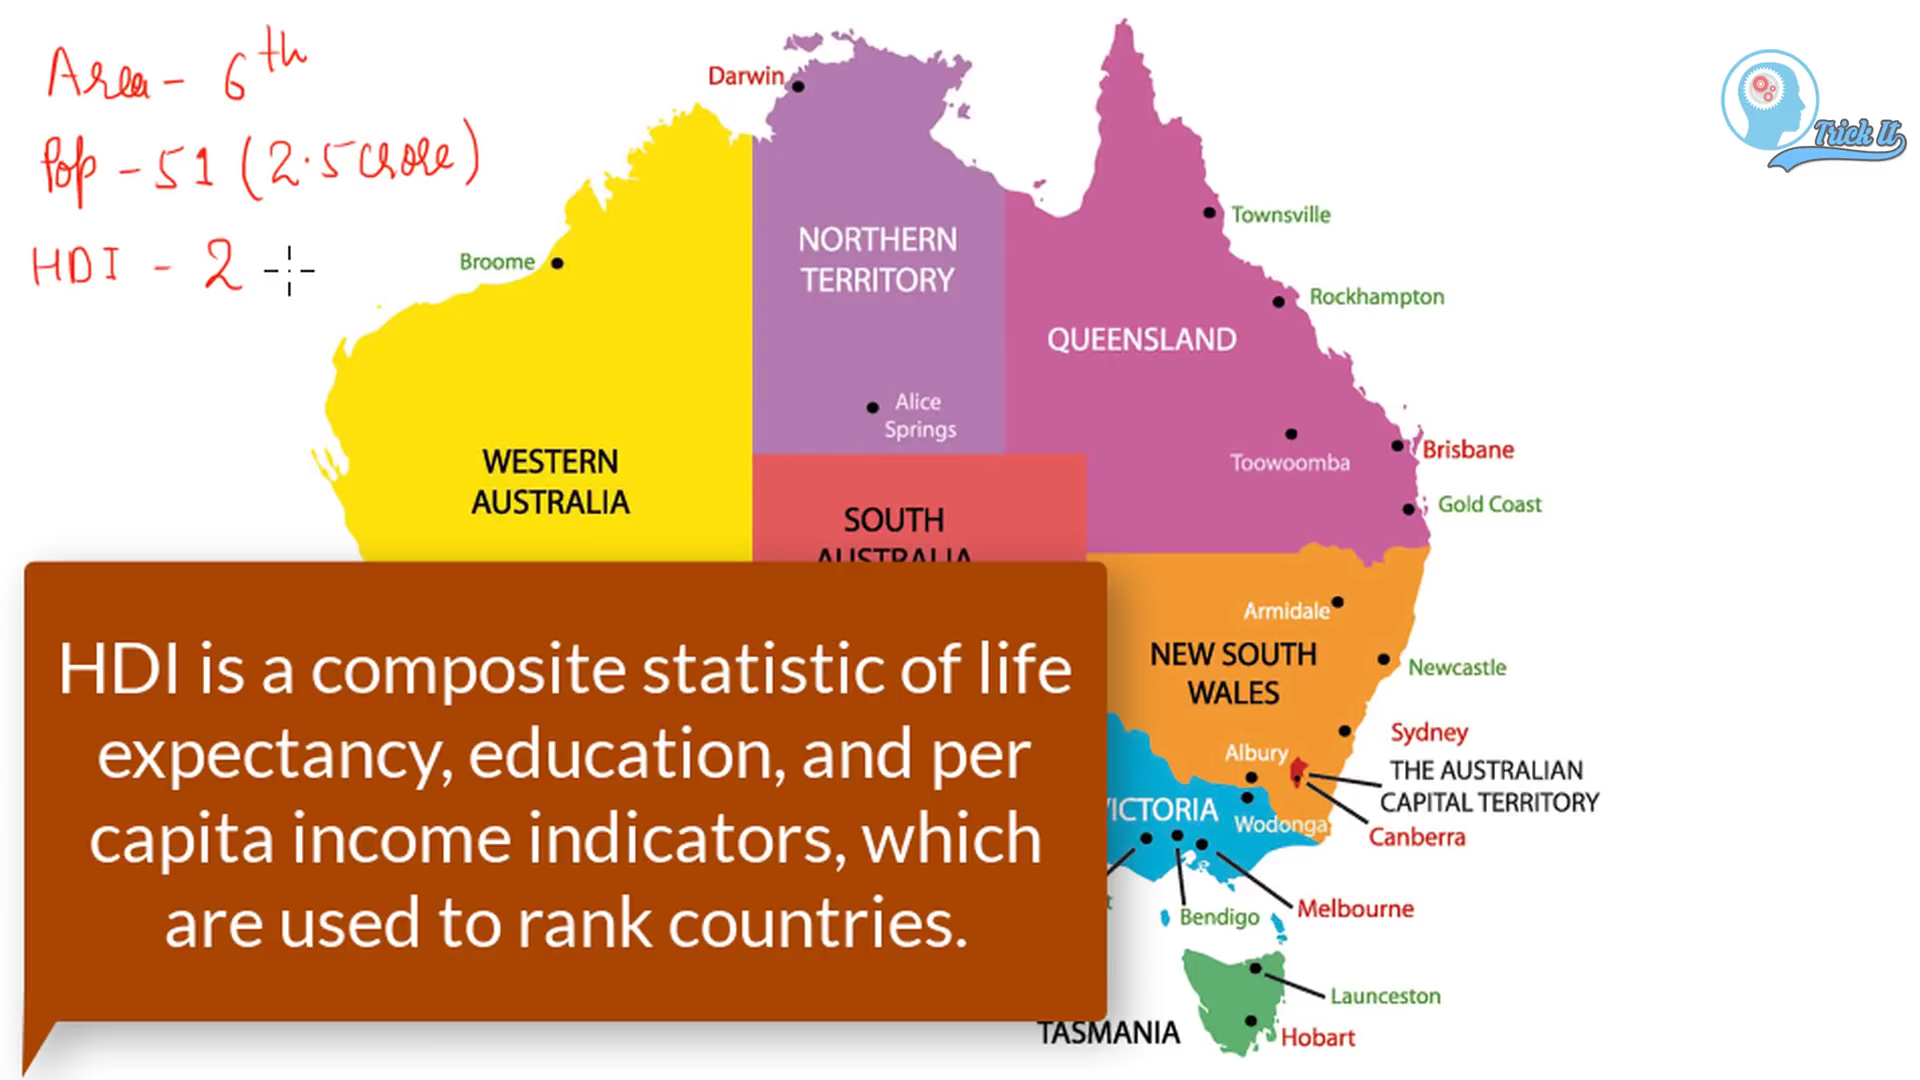 Area - 6th
Pop - 51 (2.5 crore)
HDI - 2
Trick It
Darwin
Broome
NORTHERN
TERRITORY
Alice
Springs
WESTERN
AUSTRALIA
SOUTH
AUSTRALIA
QUEENSLAND
Townsville
Rockhampton
Toowoomba
Brisbane
Gold Coast
Armidale
NEW SOUTH
WALES
Newcastle
Sydney
Albury
THE AUSTRALIAN
CAPITAL TERRITORY
Canberra
VICTORIA
Wodonga
Bendigo
Melbourne
Launceston
TASMANIA
Hobart
HDI is a composite statistic of life
expectancy, education, and per
capita income indicators, which
are used to rank countries.